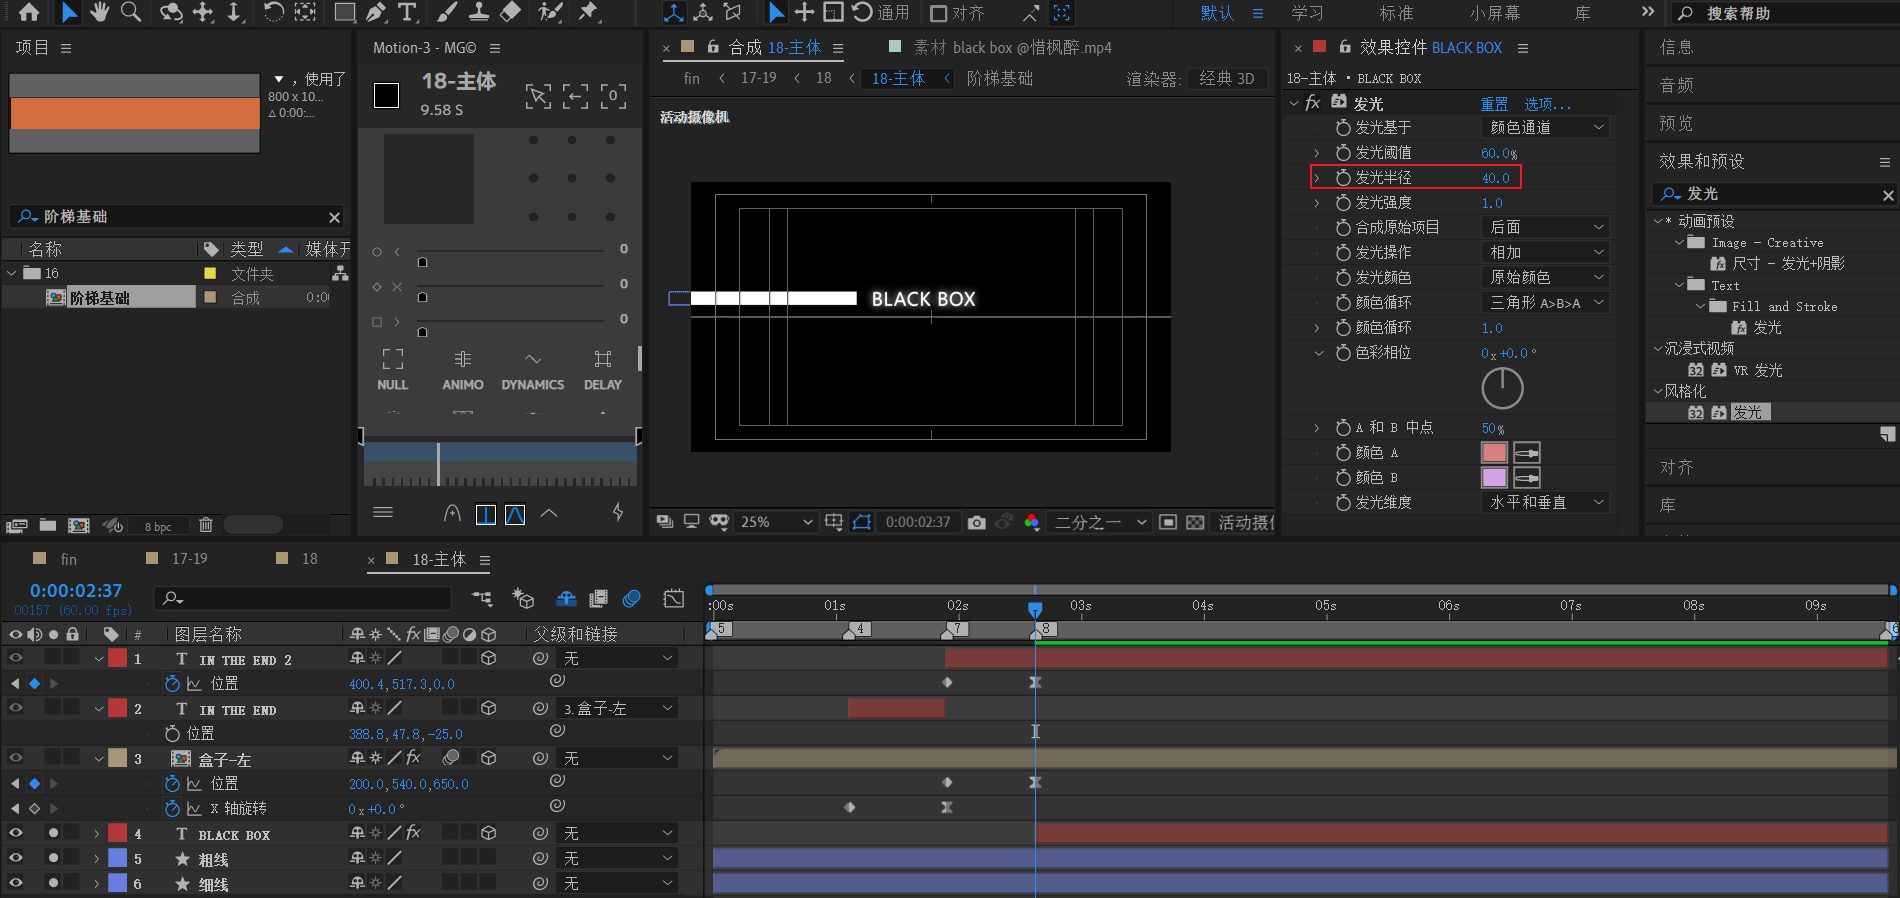 通用
对齐
默认
学习
标准
小屏幕
库
搜索帮助
项目
▼ ，使用了
800 x 10...
Δ 0:00:...
阶梯基础
名称
类型
媒体开
16
文件夹
阶梯基础
合成
0:00
8 bpc
Motion-3 - MG©
18-主体
9.58 S
0
0
0
NULL
ANIMO
DYNAMICS
DELAY
合成 18-主体
素材 black box @惜枫醉.mp4
fin
17-19
18
18-主体
阶梯基础
渲染器:
经典 3D
活动摄像机
BLACK BOX
25%
0:00:02:37
二分之一
活动摄像
效果控件 BLACK BOX
18-主体 · BLACK BOX
fx 发光 重置 选项...
发光基于 颜色通道
发光阈值 60.0%
发光半径 40.0
发光强度 1.0
合成原始项目 后面
发光操作 相加
发光颜色 原始颜色
颜色循环 三角形 A>B>A
颜色循环 1.0
色彩相位 0x+0.0°
A 和 B 中点 50%
颜色 A
颜色 B
发光维度 水平和垂直
信息
音频
预览
效果和预设
发光
* 动画预设
Image - Creative
尺寸 - 发光+阴影
Text
Fill and Stroke
发光
沉浸式视频
32 VR 发光
风格化
32 发光
对齐
库
fin
17-19
18
18-主体
0:00:02:37
00157 (60.00 fps)
:00s 01s 02s 03s 04s 05s 06s 07s 08s 09s
# 图层名称 fx 父级和链接
5 4 7 8 6
1 T IN THE END 2 无
位置 400.4,517.3,0.0
2 T IN THE END 3. 盒子-左
位置 388.8,47.8,-25.0
3 盒子-左 fx 无
位置 200.0,540.0,650.0
X 轴旋转 0x+0.0°
4 T BLACK BOX fx 无
5 粗线 无
6 细线 无